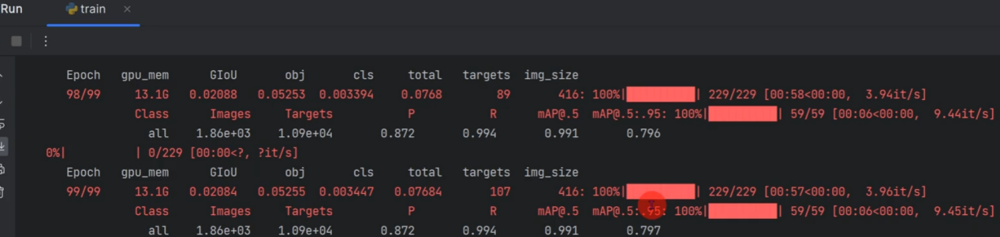 Run train ×
Epoch gpu_mem GIoU obj cls total targets img_size
98/99 13.1G 0.02088 0.05253 0.003394 0.0768 89 416: 100%|██████████| 229/229 [00:58<00:00, 3.94it/s]
Class Images Targets P R mAP@.5 mAP@.5:.95: 100%|██████████| 59/59 [00:06<00:00, 9.44it/s]
all 1.86e+03 1.09e+04 0.872 0.994 0.991 0.796
0%| | 0/229 [00:00<?, ?it/s]
Epoch gpu_mem GIoU obj cls total targets img_size
99/99 13.1G 0.02084 0.05255 0.003447 0.07684 107 416: 100%|██████████| 229/229 [00:57<00:00, 3.96it/s]
Class Images Targets P R mAP@.5 mAP@.5:.95: 100%|██████████| 59/59 [00:06<00:00, 9.45it/s]
all 1.86e+03 1.09e+04 0.872 0.994 0.991 0.797